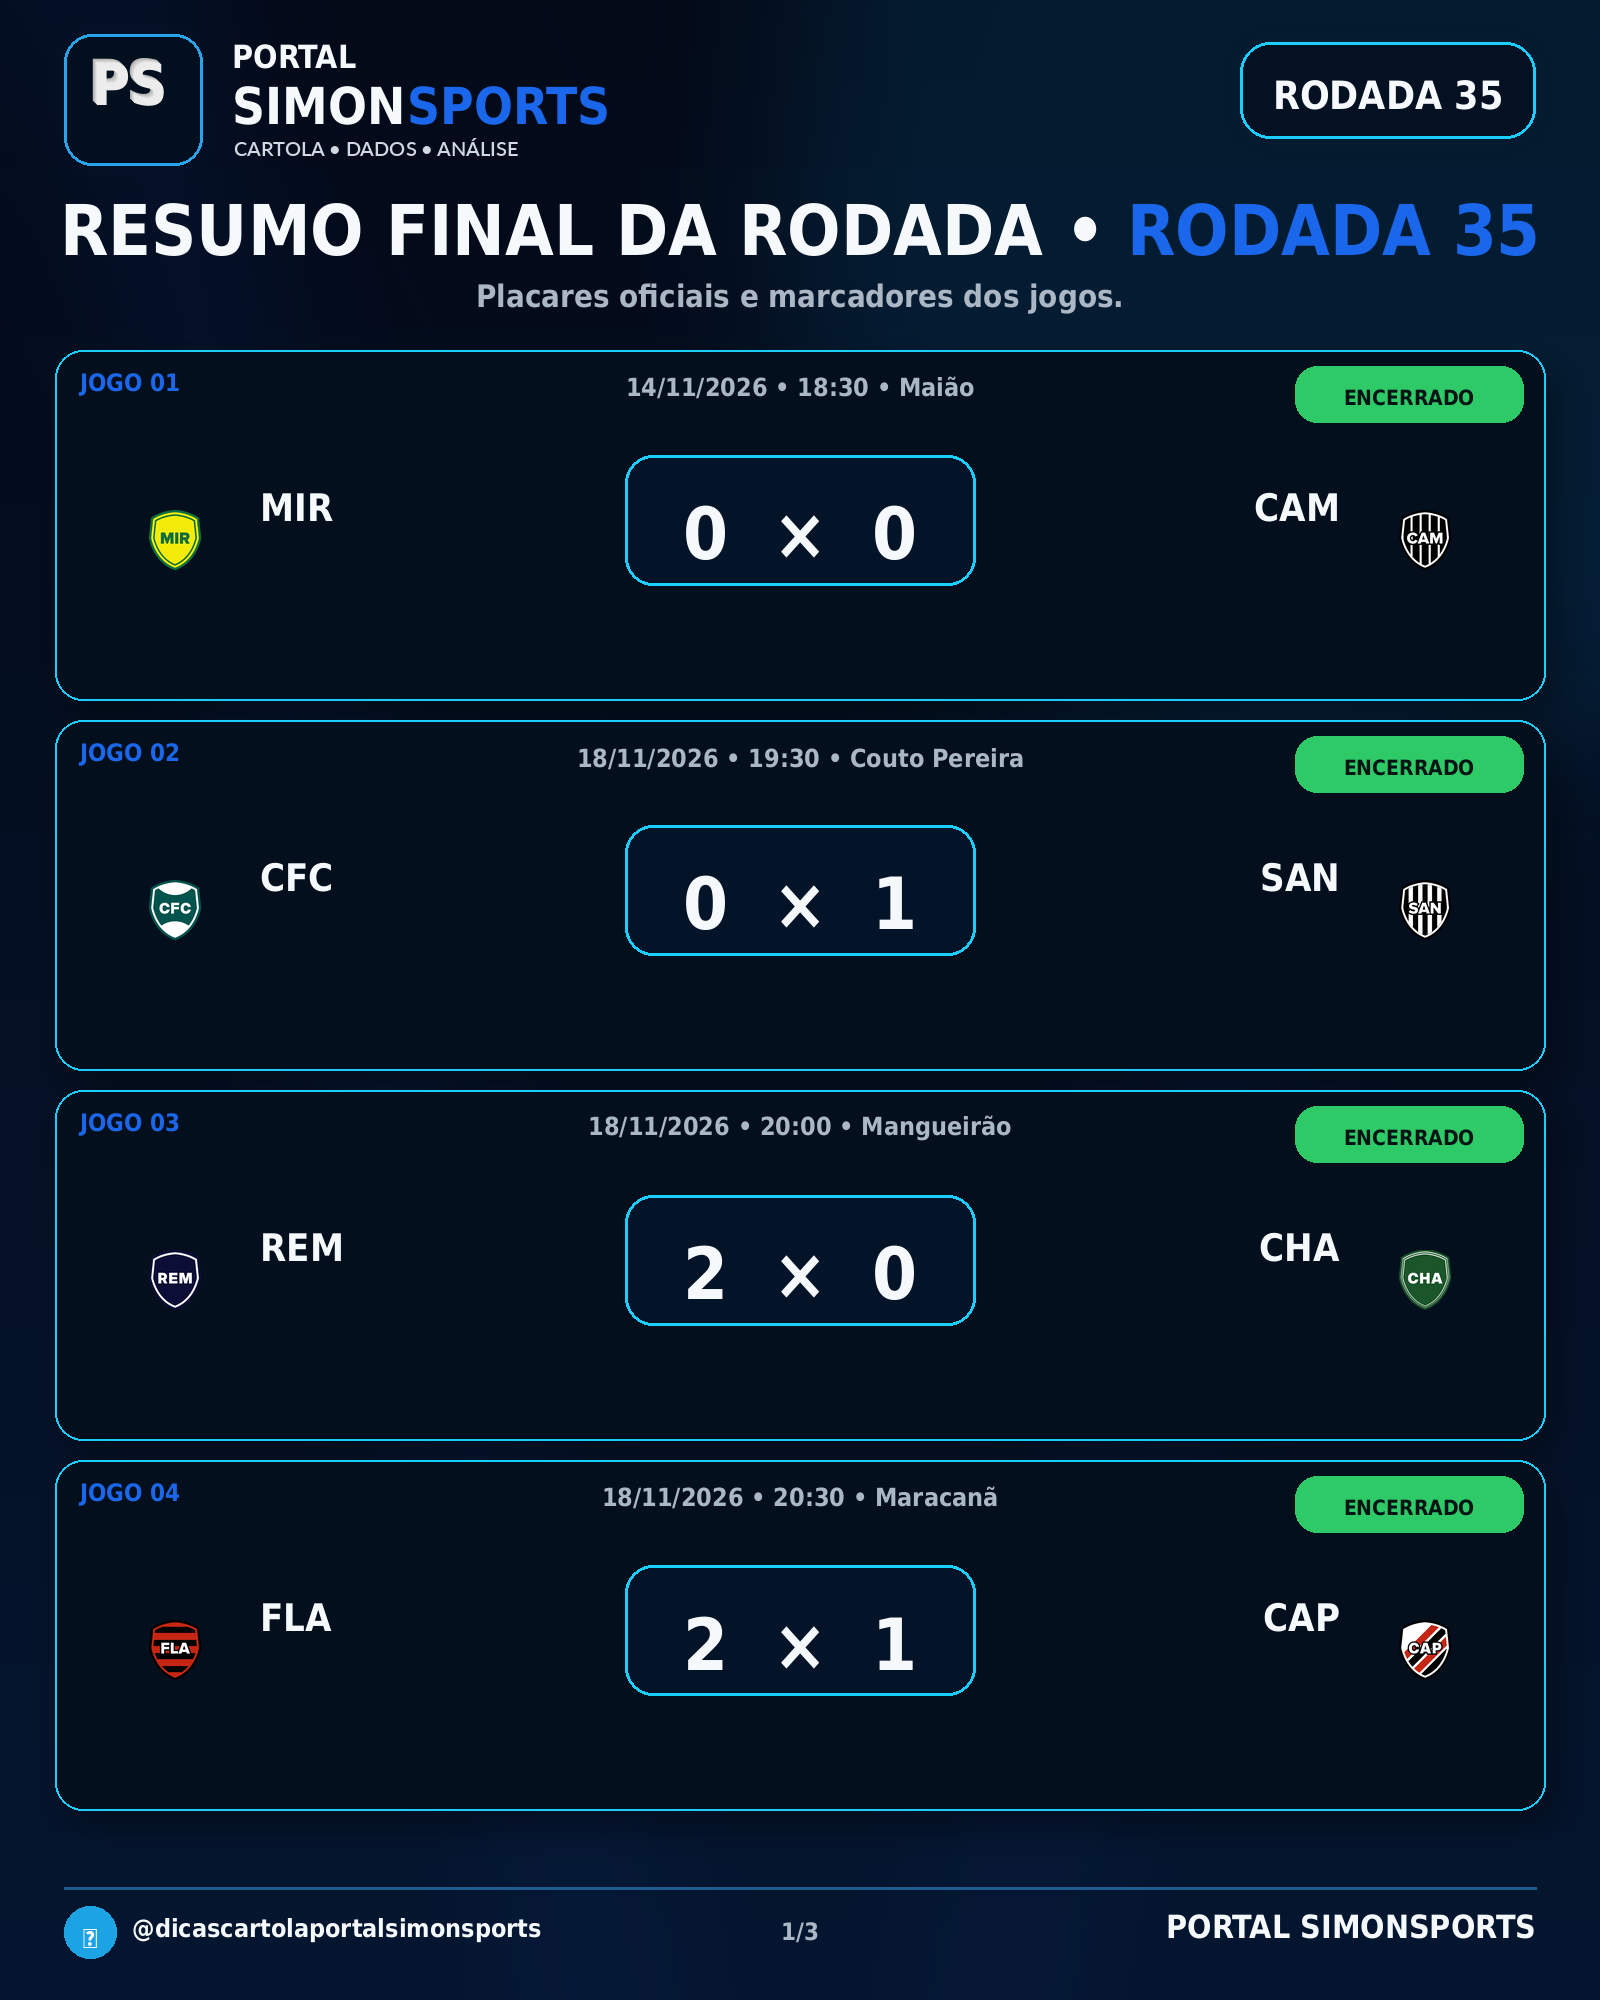 PS
PORTAL
SIMONSPORTS
CARTOLA • DADOS • ANÁLISE
RODADA 35
RESUMO FINAL DA RODADA • RODADA 35
Placares oficiais e marcadores dos jogos.
JOGO 01
14/11/2026 • 18:30 • Maião
ENCERRADO
MIR
MIR
0 × 0
CAM
CAM
JOGO 02
18/11/2026 • 19:30 • Couto Pereira
ENCERRADO
CFC
CFC
0 × 1
SAN
SAN
JOGO 03
18/11/2026 • 20:00 • Mangueirão
ENCERRADO
REM
REM
2 × 0
CHA
CHA
JOGO 04
18/11/2026 • 20:30 • Maracanã
ENCERRADO
FLA
FLA
2 × 1
CAP
CAP
@dicascartolaportalsimonsports
1/3
PORTAL SIMONSPORTS